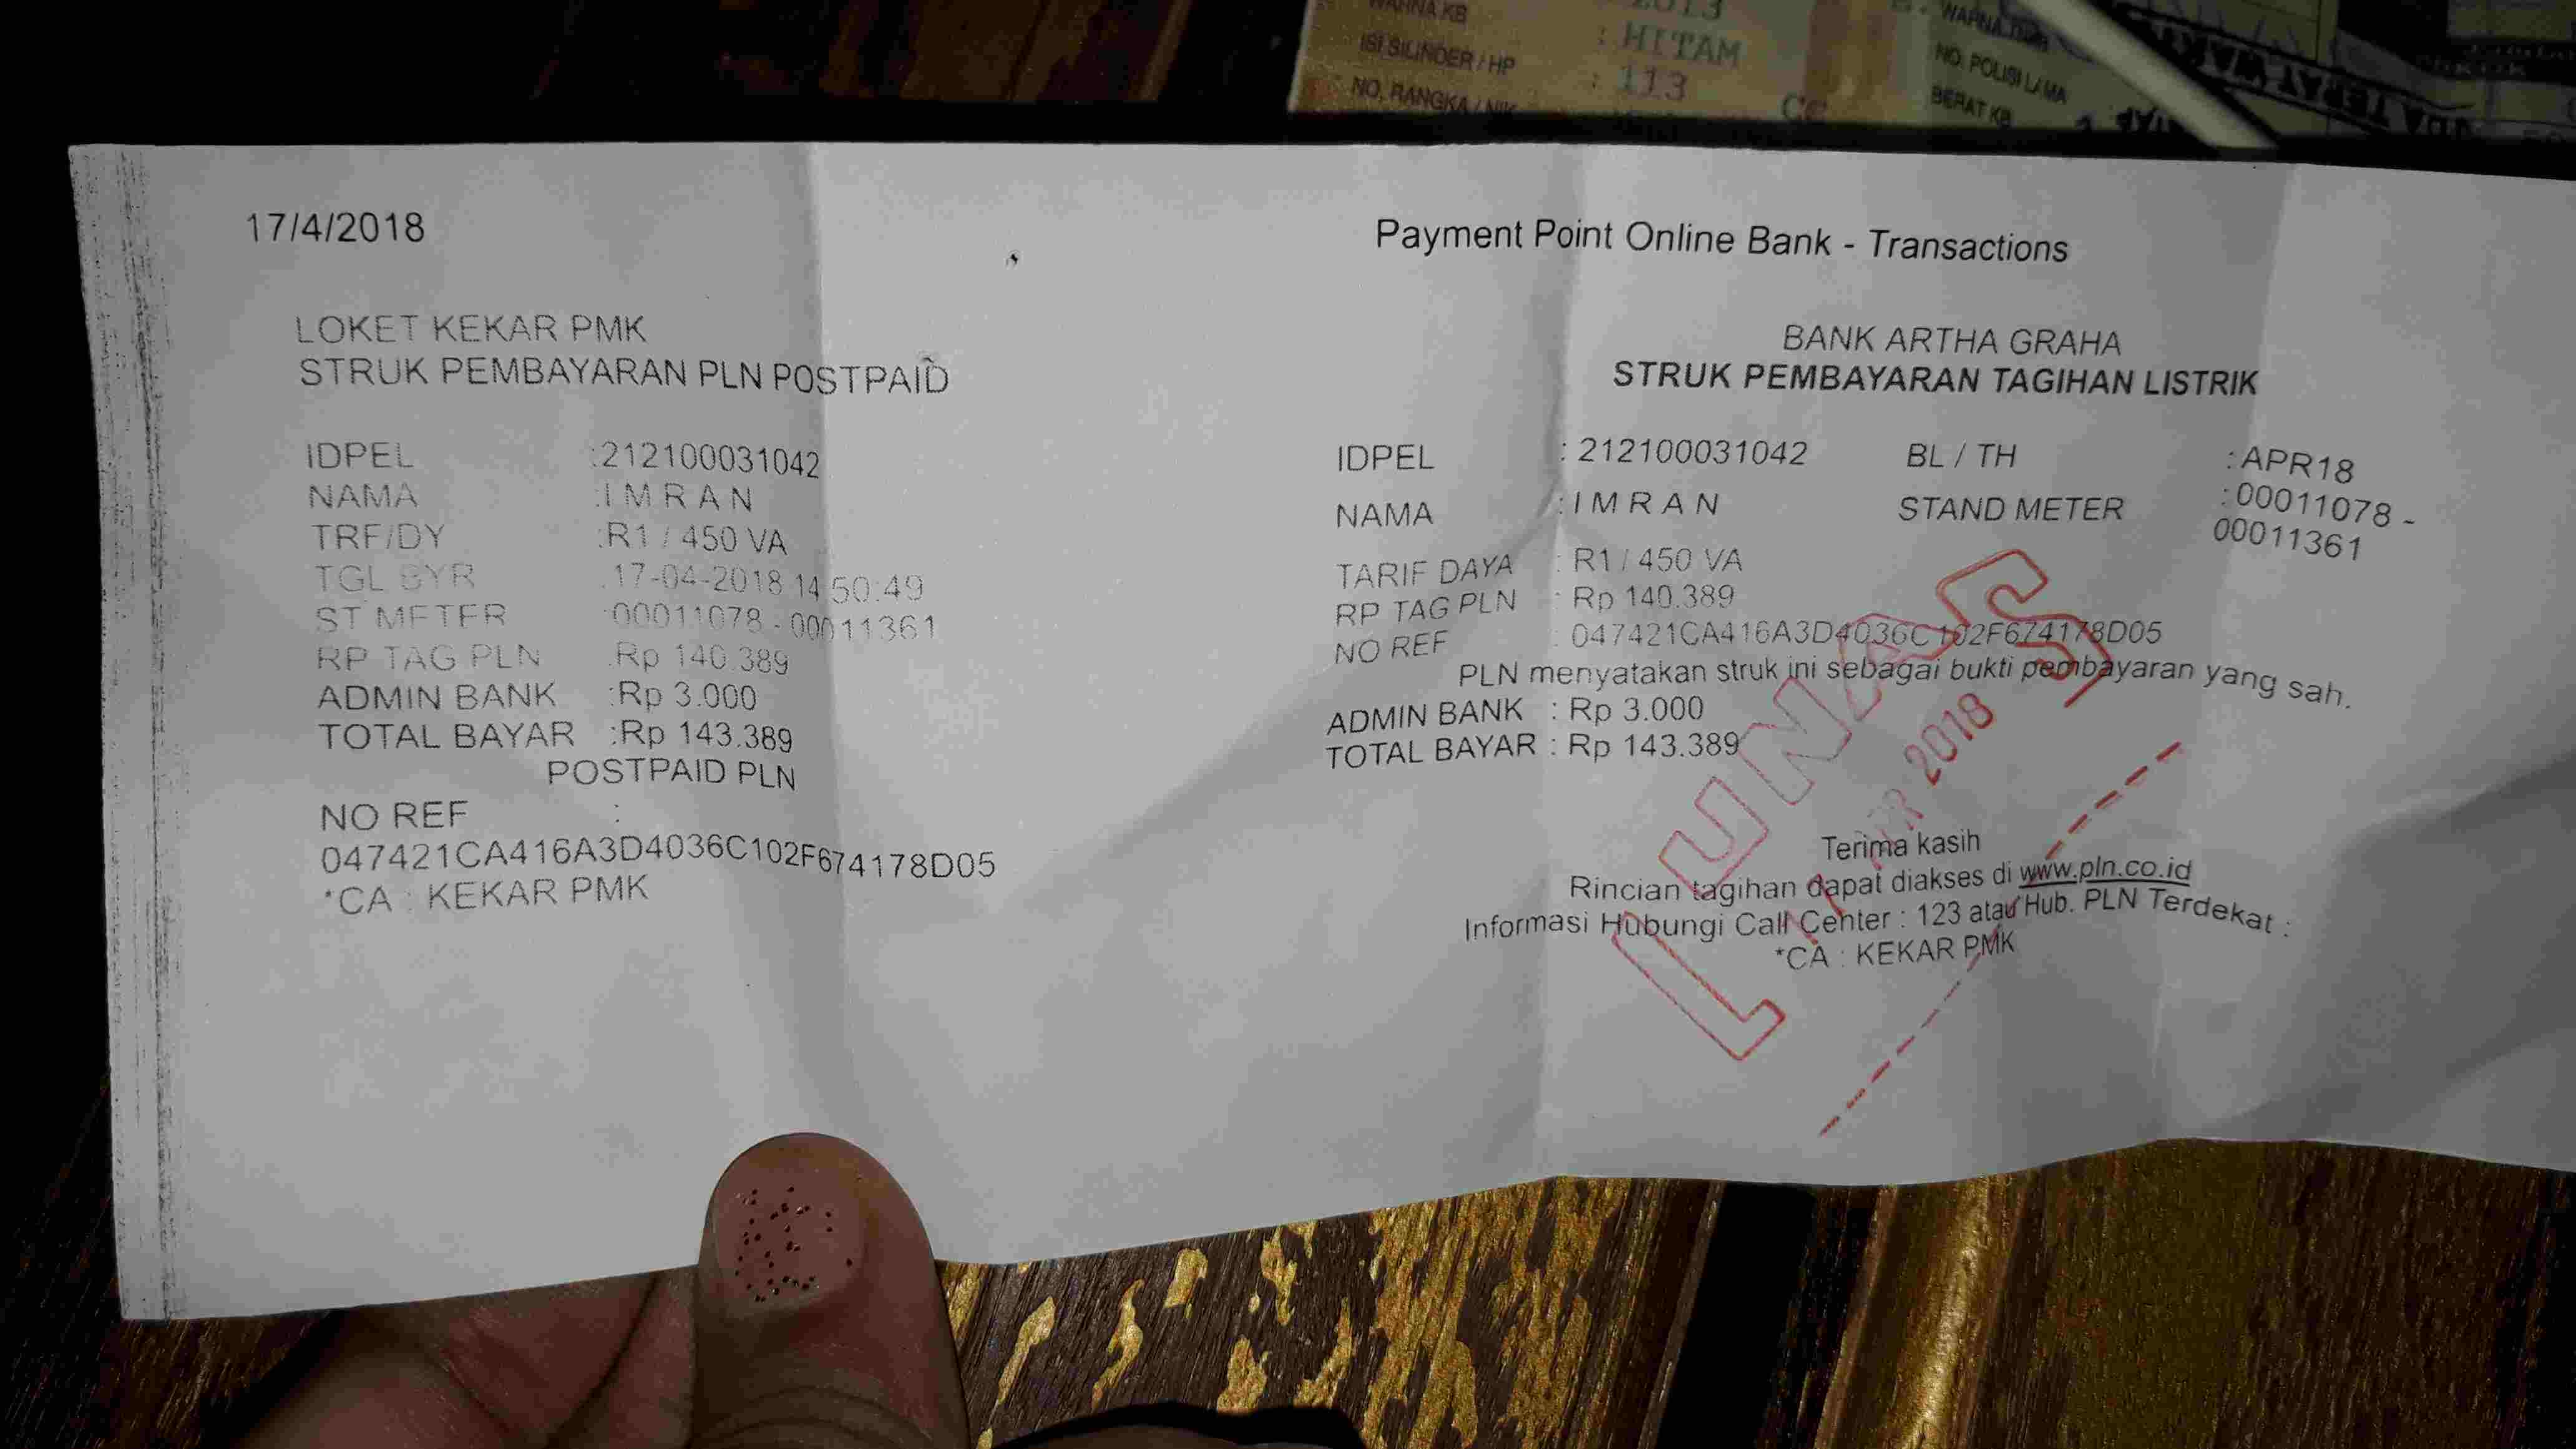 HITAM
ISI SILINDER / HP : 113 CC
NO. RANGKA / NIK
NO. POLISI LAMA
BERAT KB
17/4/2018
LOKET KEKAR PMK
STRUK PEMBAYARAN PLN POSTPAID
IDPEL :212100031042
NAMA :I M R A N
TRF/DY :R1 / 450 VA
TGL BYR :17-04-2018 14:50:49
ST METER :00011078 - 00011361
RP TAG PLN :Rp 140.389
ADMIN BANK :Rp 3.000
TOTAL BAYAR :Rp 143.389
POSTPAID PLN
NO REF :
047421CA416A3D4036C102F674178D05
*CA : KEKAR PMK
Payment Point Online Bank - Transactions
BANK ARTHA GRAHA
STRUK PEMBAYARAN TAGIHAN LISTRIK
IDPEL : 212100031042 BL / TH : APR18
NAMA : I M R A N STAND METER : 00011078 -
00011361
TARIF DAYA : R1 / 450 VA
RP TAG PLN : Rp 140.389
NO REF : 047421CA416A3D4036C102F674178D05
PLN menyatakan struk ini sebagai bukti pembayaran yang sah.
ADMIN BANK : Rp 3.000
TOTAL BAYAR : Rp 143.389
LUNAS
2018
Terima kasih
Rincian tagihan dapat diakses di www.pln.co.id
Informasi Hubungi Call Center : 123 atau Hub. PLN Terdekat :
*CA : KEKAR PMK